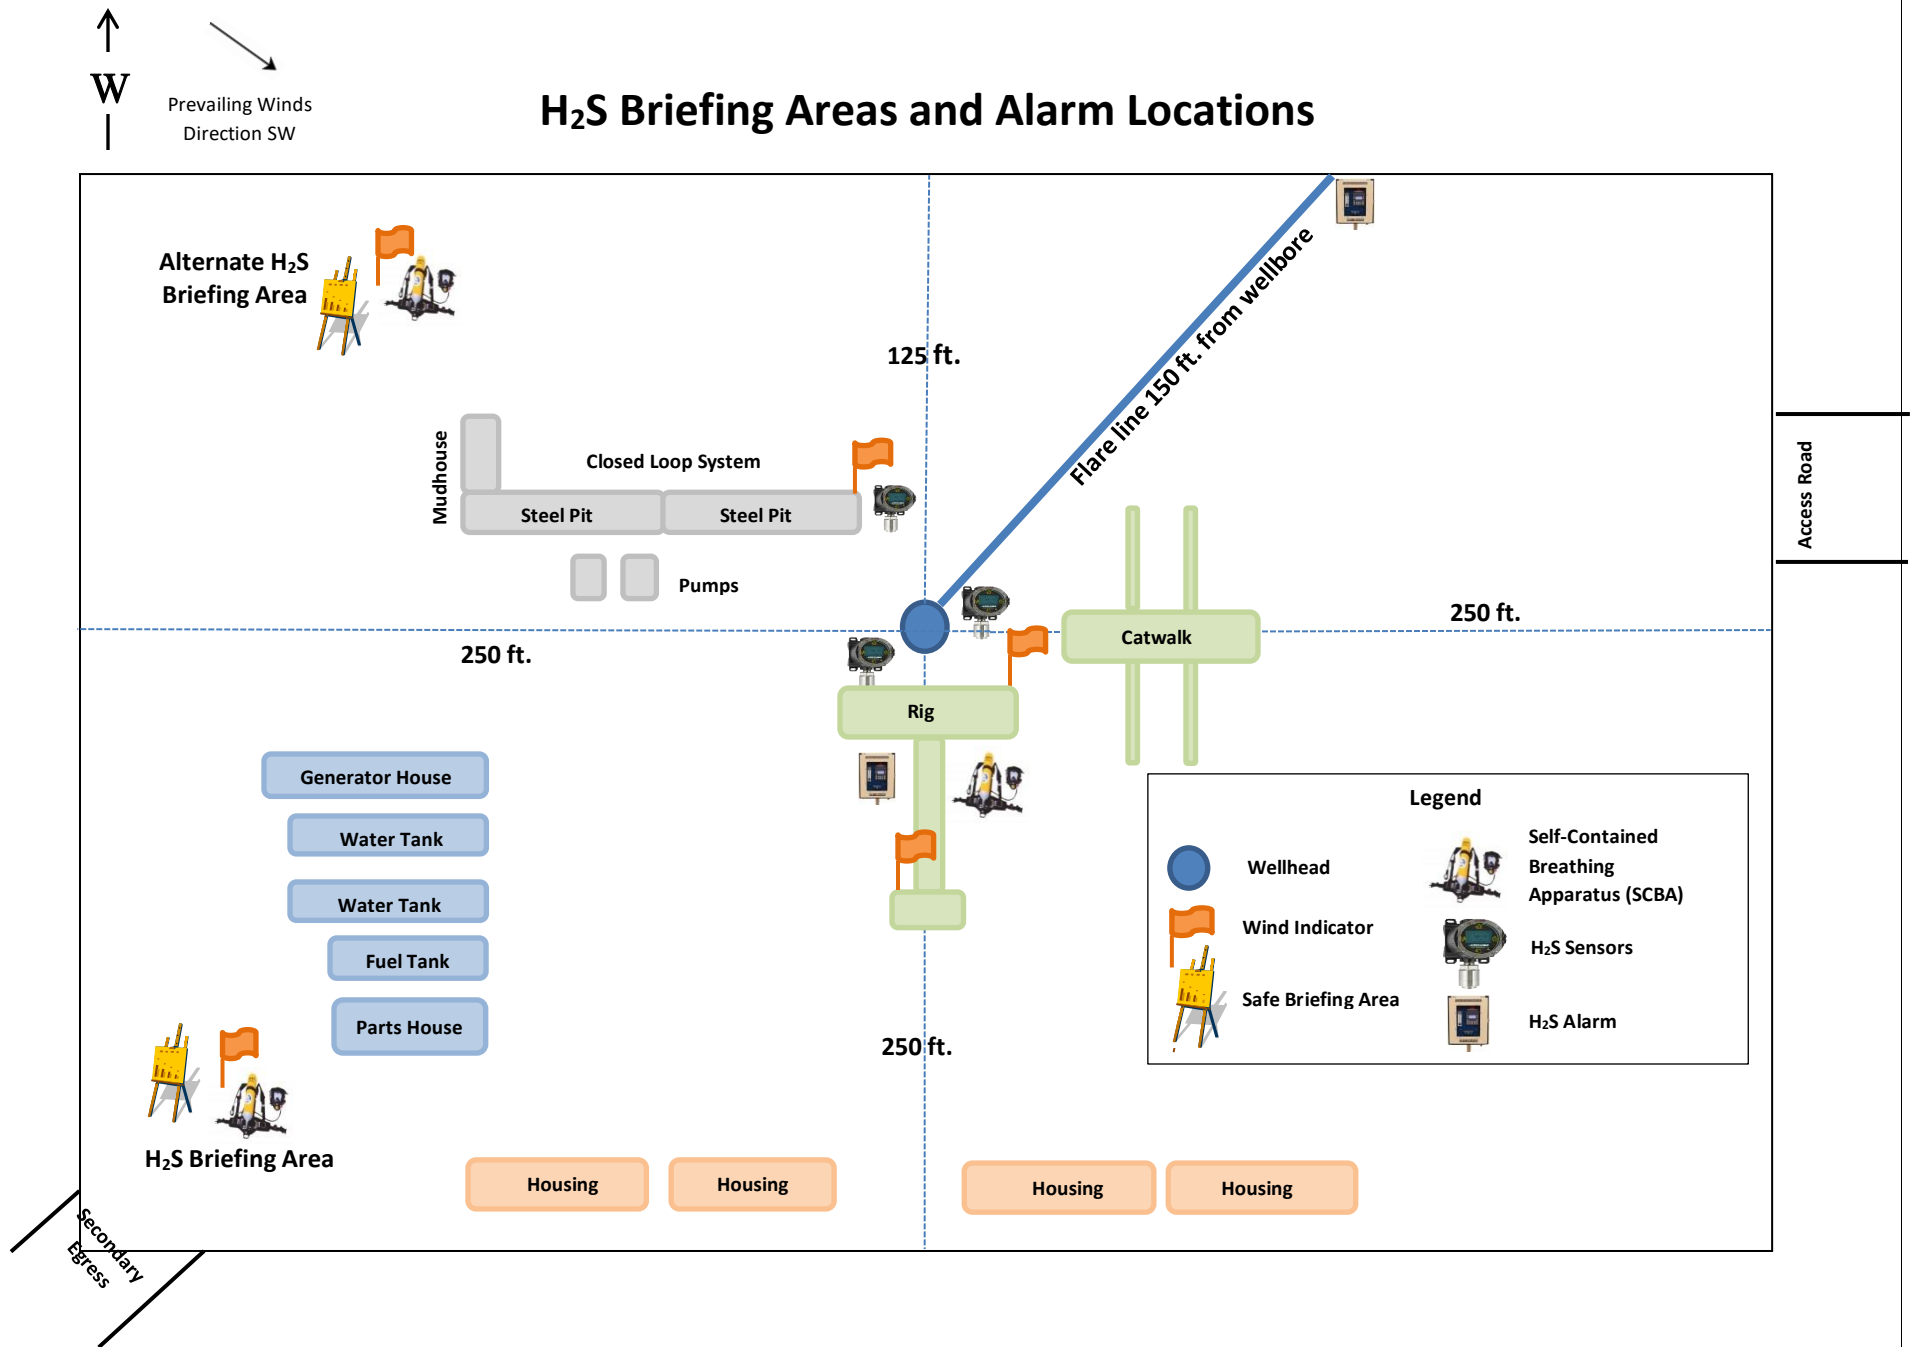 W
Prevailing Winds
Direction SW
H₂S Briefing Areas and Alarm Locations
Alternate H₂S
Briefing Area
125 ft.
Flare line 150 ft. from wellbore
Mudhouse
Closed Loop System
Steel Pit
Steel Pit
Pumps
Access Road
250 ft.
Catwalk
250 ft.
Rig
Generator House
Water Tank
Water Tank
Fuel Tank
Parts House
250 ft.
Legend
Wellhead
Wind Indicator
Safe Briefing Area
Self-Contained
Breathing
Apparatus (SCBA)
H₂S Sensors
H₂S Alarm
H₂S Briefing Area
Housing
Housing
Housing
Housing
Secondary
Egress